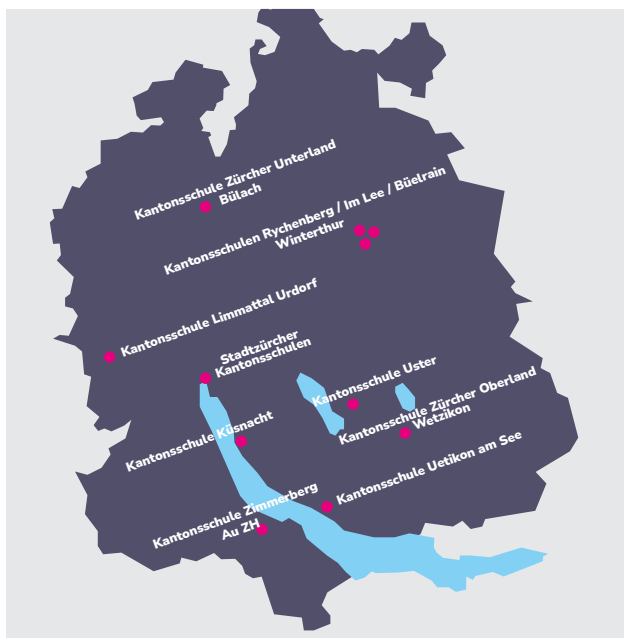 Kantonsschule Zürcher Unterland
Bülach
Kantonsschulen Rychenberg / Im Lee / Büelrain
Winterthur
Kantonsschule Limmattal Urdorf
Stadtzürcher
Kantonsschulen
Kantonsschule Uster
Kantonsschule Zürcher Oberland
Wetzikon
Kantonsschule Küsnacht
Kantonsschule Uetikon am See
Kantonsschule Zimmerberg
Au ZH